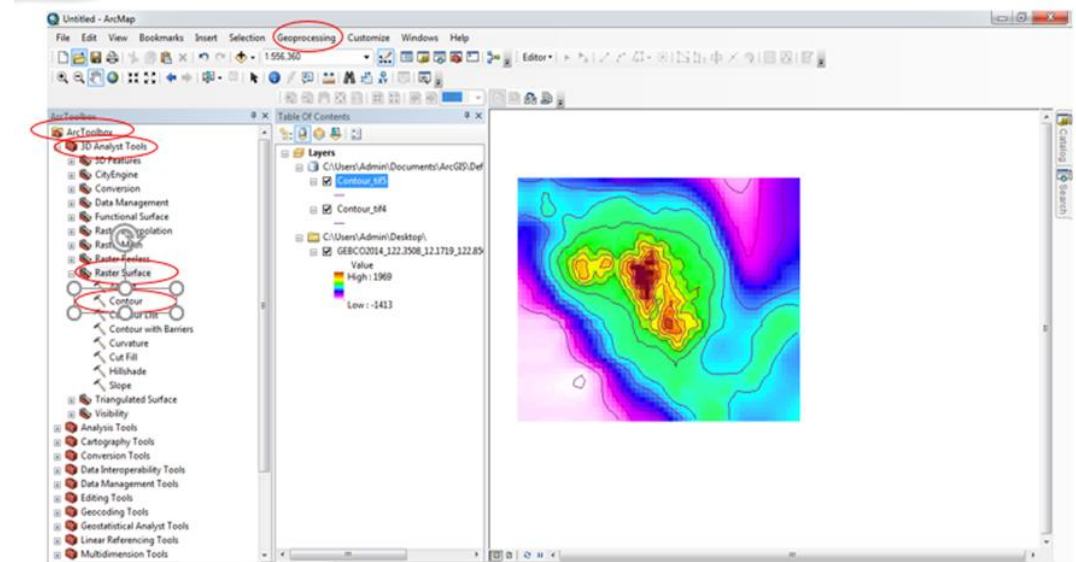 Untitled - ArcMap
File Edit View Bookmarks Insert Selection Geoprocessing Customize Windows Help
1:556,360
Editor
ArcToolbox
ArcToolbox
3D Analyst Tools
3D Features
CityEngine
Conversion
Data Management
Functional Surface
Raster Surface
Contour
Contour with Barriers
Curvature
Cut Fill
Hillshade
Slope
Triangulated Surface
Visibility
Analysis Tools
Cartography Tools
Conversion Tools
Data Interoperability Tools
Data Management Tools
Editing Tools
Geocoding Tools
Geostatistical Analyst Tools
Linear Referencing Tools
Multidimension Tools
Table Of Contents
Layers
C:\Users\Admin\Documents\ArcGIS\Def
Contour_tif5
Contour_tif4
C:\Users\Admin\Desktop\
GEBCO2014_122.3508_12.1719_122.85
Value
High : 1969
Low : -1413
Catalog
Search